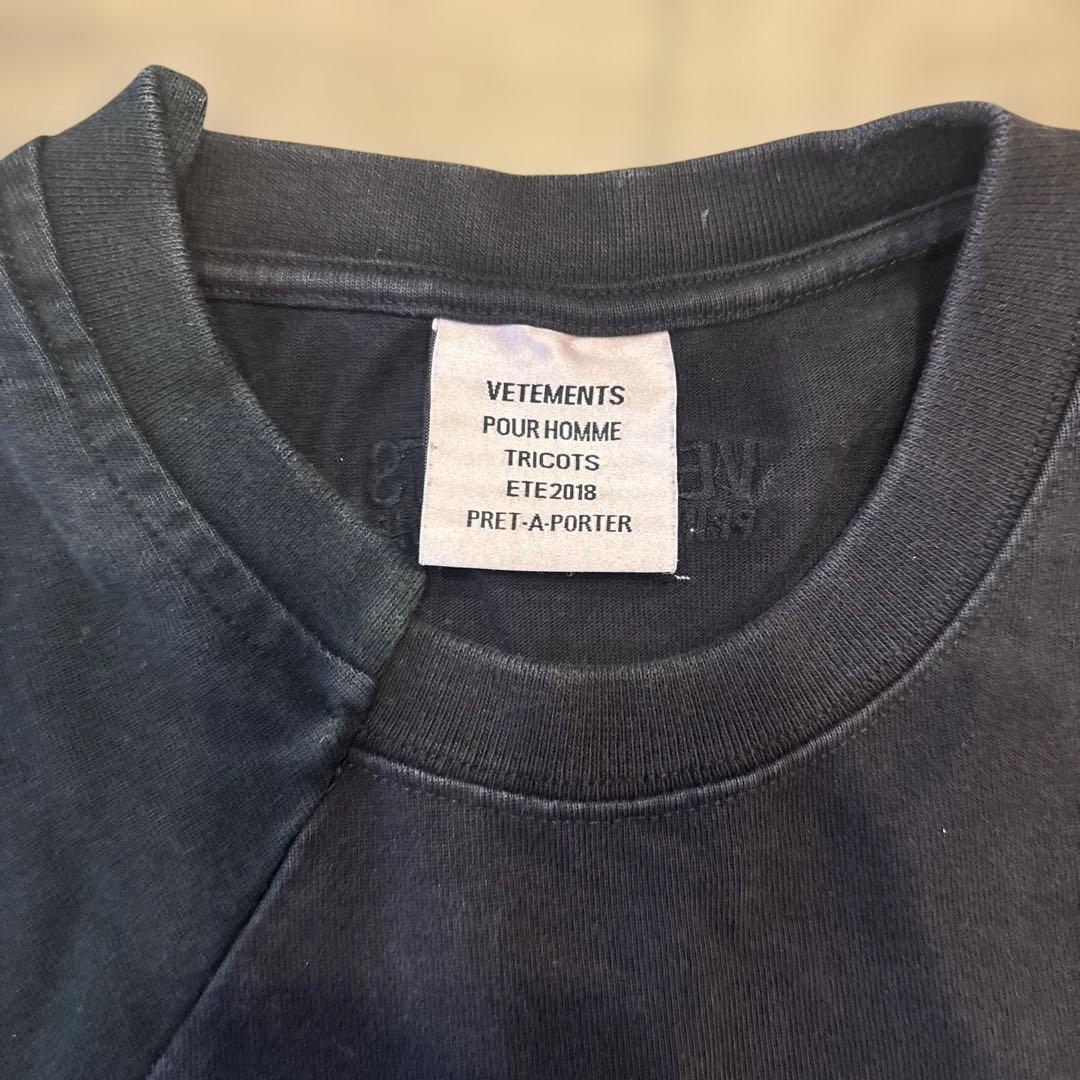 VETEMENTS
POUR HOMME
TRICOTS
ETE2018
PRET-A-PORTER